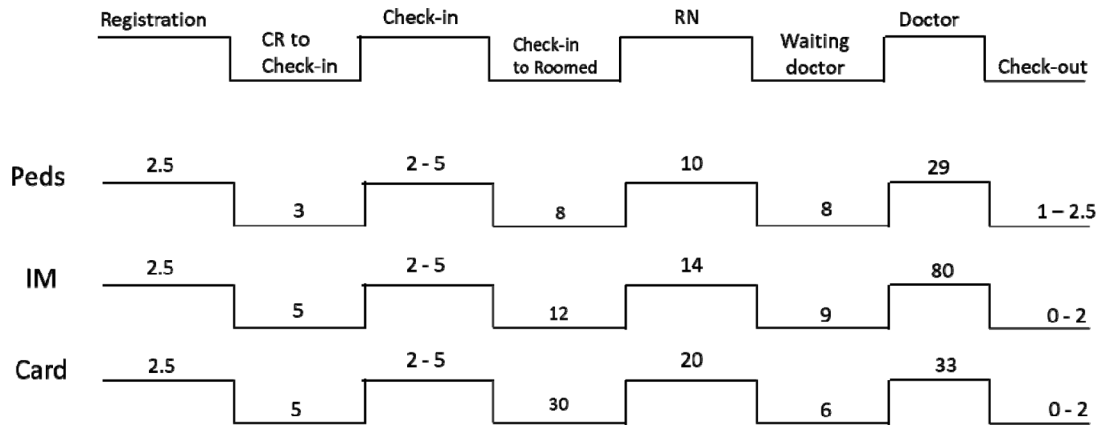 Registration
CR to
Check-in
Check-in
Check-in
to Roomed
RN
Waiting
doctor
Doctor
Check-out
Peds
2.5
3
2 - 5
8
10
8
29
1 – 2.5
IM
2.5
5
2 - 5
12
14
9
80
0 - 2
Card
2.5
5
2 - 5
30
20
6
33
0 - 2